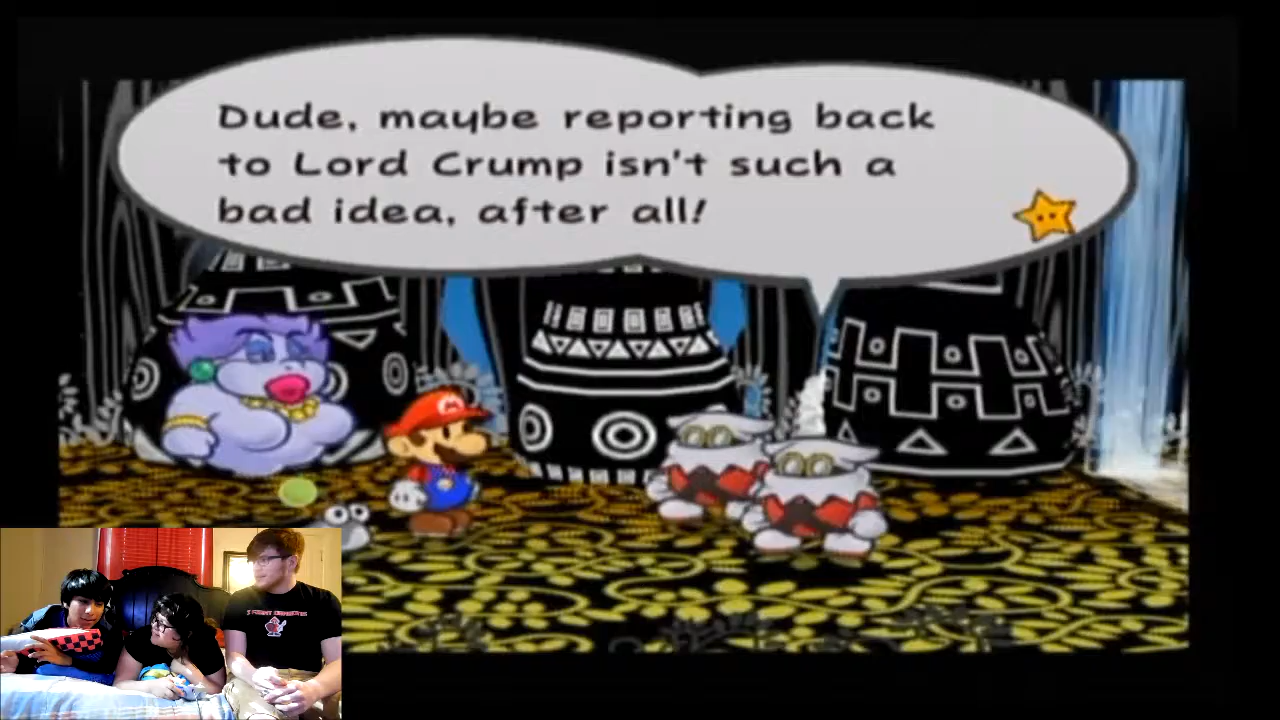 Dude, maybe reporting back
to Lord Crump isn't such a
bad idea, after all!